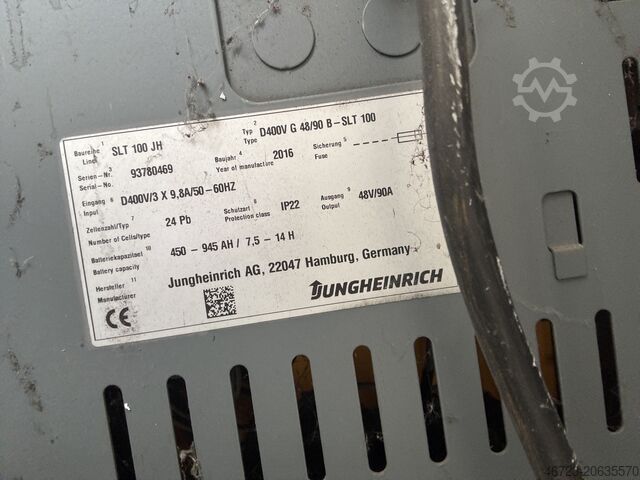 Baureihe 1 SLT 100 JH Typ 2 D400V G 48/90 B-SLT 100
Line Type
Serien-Nr. 3 93780469 Baujahr 4 2016 Sicherung 5
Serial-No. Year of manufacture Fuse
Eingang 6 D400V/3 X 9,8A/50-60HZ
Input
Zellenzahl/Typ 7 24 Pb Schutzart 8 IP22 Ausgang 9 48V/90A
Number of Cells/type Protection class Output
Batteriekapazität 10 450 - 945 AH / 7,5 - 14 H
Battery capacity
Hersteller 11 Jungheinrich AG, 22047 Hamburg, Germany
Manufacturer
CE JUNGHEINRICH
46729-20635570